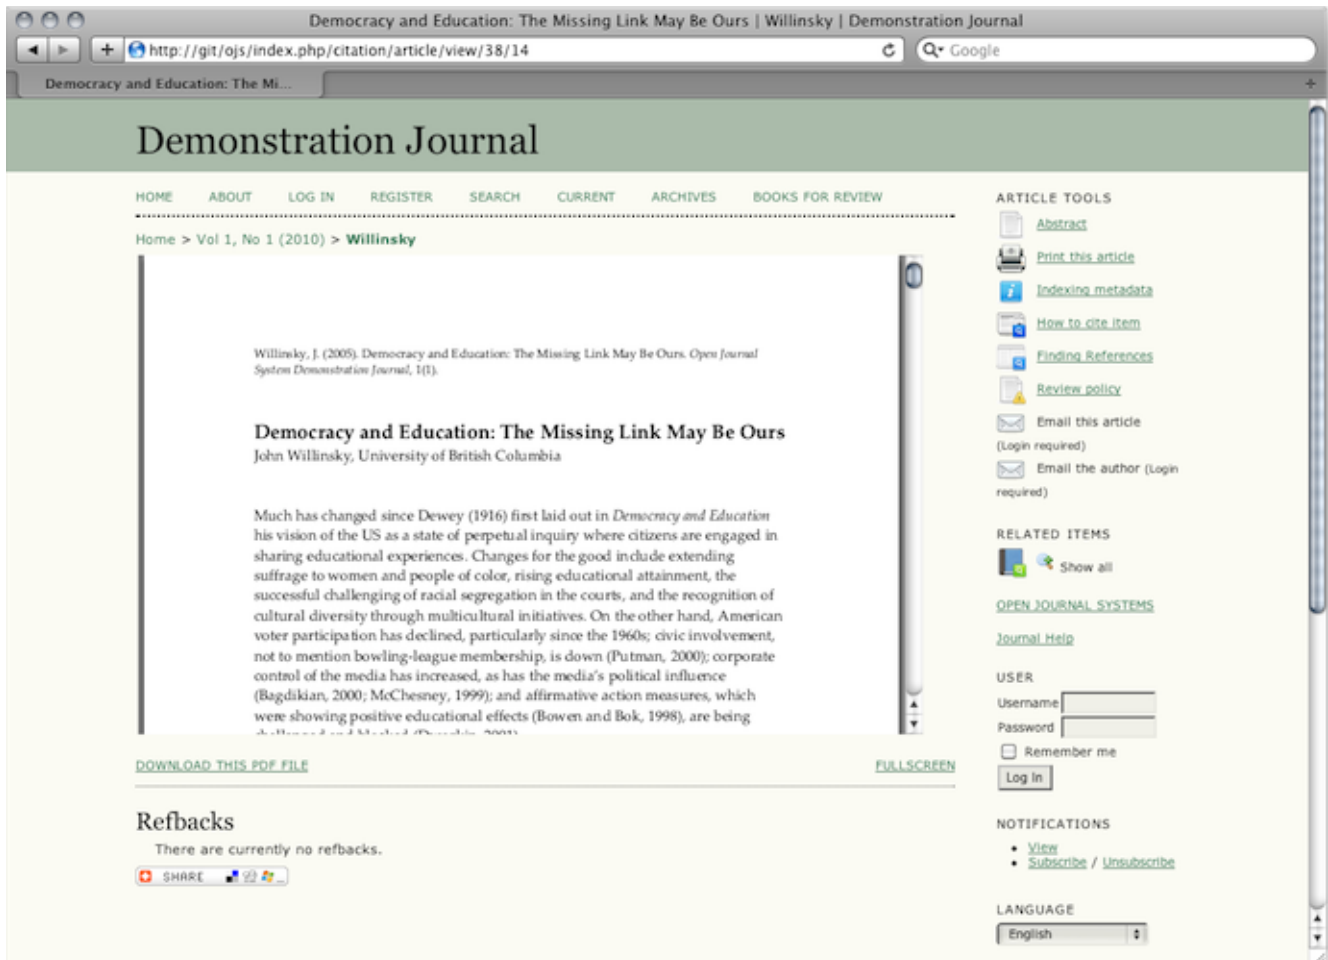 Democracy and Education: The Missing Link May Be Ours | Willinsky | Demonstration Journal
http://git/ojs/index.php/citation/article/view/38/14
Google
Democracy and Education: The Mi...
Demonstration Journal
HOME ABOUT LOG IN REGISTER SEARCH CURRENT ARCHIVES BOOKS FOR REVIEW
Home > Vol 1, No 1 (2010) > Willinsky
Willinsky, J. (2005). Democracy and Education: The Missing Link May Be Ours. Open Journal
System Demonstration Journal, 1(1).
Democracy and Education: The Missing Link May Be Ours
John Willinsky, University of British Columbia
Much has changed since Dewey (1916) first laid out in Democracy and Education
his vision of the US as a state of perpetual inquiry where citizens are engaged in
sharing educational experiences. Changes for the good include extending
suffrage to women and people of color, rising educational attainment, the
successful challenging of racial segregation in the courts, and the recognition of
cultural diversity through multicultural initiatives. On the other hand, American
voter participation has declined, particularly since the 1960s; civic involvement,
not to mention bowling-league membership, is down (Putman, 2000); corporate
control of the media has increased, as has the media's political influence
(Bagdikian, 2000; McChesney, 1999); and affirmative action measures, which
were showing positive educational effects (Bowen and Bok, 1998), are being
DOWNLOAD THIS PDF FILE
FULLSCREEN
Refbacks
There are currently no refbacks.
SHARE
ARTICLE TOOLS
Abstract
Print this article
Indexing metadata
How to cite item
Finding References
Review policy
Email this article
(Login required)
Email the author (Login
required)
RELATED ITEMS
Show all
OPEN JOURNAL SYSTEMS
Journal Help
USER
Username
Password
Remember me
Log In
NOTIFICATIONS
View
Subscribe / Unsubscribe
LANGUAGE
English